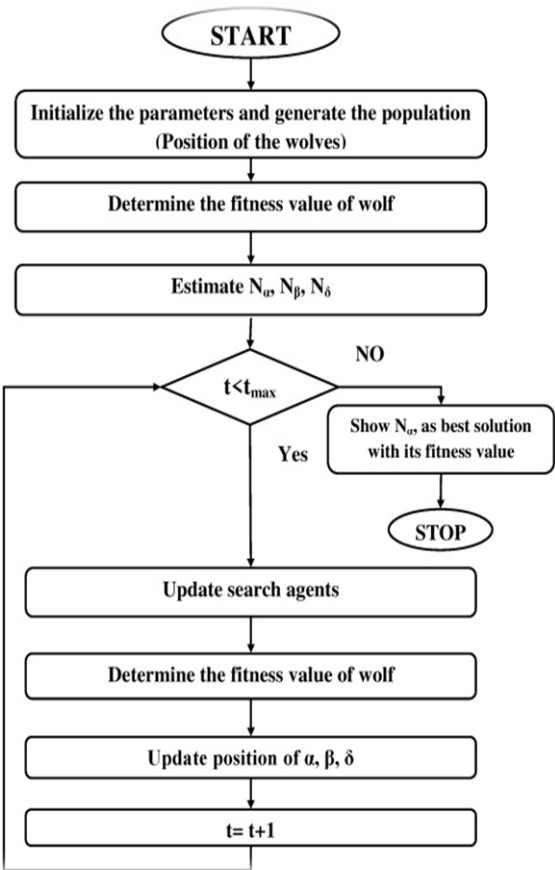 START
Initialize the parameters and generate the population
(Position of the wolves)
Determine the fitness value of wolf
Estimate Nα, Nβ, Nδ
t<tmax
NO
Show Nα, as best solution
with its fitness value
Yes
STOP
Update search agents
Determine the fitness value of wolf
Update position of α, β, δ
t= t+1